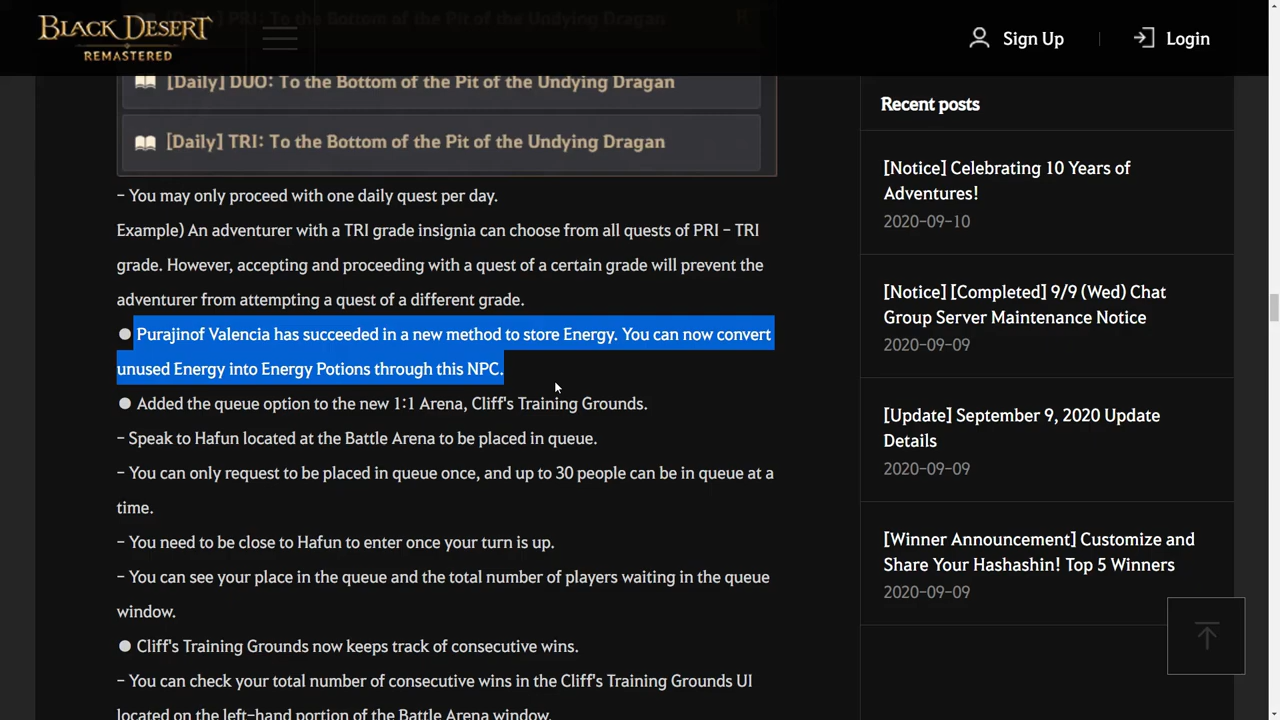 BLACK DESERT
REMASTERED
Sign Up
Login
[Daily] DUO: To the Bottom of the Pit of the Undying Dragan
[Daily] TRI: To the Bottom of the Pit of the Undying Dragan
- You may only proceed with one daily quest per day.
Example) An adventurer with a TRI grade insignia can choose from all quests of PRI - TRI
grade. However, accepting and proceeding with a quest of a certain grade will prevent the
adventurer from attempting a quest of a different grade.
● Purajinof Valencia has succeeded in a new method to store Energy. You can now convert
unused Energy into Energy Potions through this NPC.
● Added the queue option to the new 1:1 Arena, Cliff's Training Grounds.
- Speak to Hafun located at the Battle Arena to be placed in queue.
- You can only request to be placed in queue once, and up to 30 people can be in queue at a
time.
- You need to be close to Hafun to enter once your turn is up.
- You can see your place in the queue and the total number of players waiting in the queue
window.
● Cliff's Training Grounds now keeps track of consecutive wins.
- You can check your total number of consecutive wins in the Cliff's Training Grounds UI
located on the left-hand portion of the Battle Arena window.
Recent posts
[Notice] Celebrating 10 Years of
Adventures!
2020-09-10
[Notice] [Completed] 9/9 (Wed) Chat
Group Server Maintenance Notice
2020-09-09
[Update] September 9, 2020 Update
Details
2020-09-09
[Winner Announcement] Customize and
Share Your Hashashin! Top 5 Winners
2020-09-09